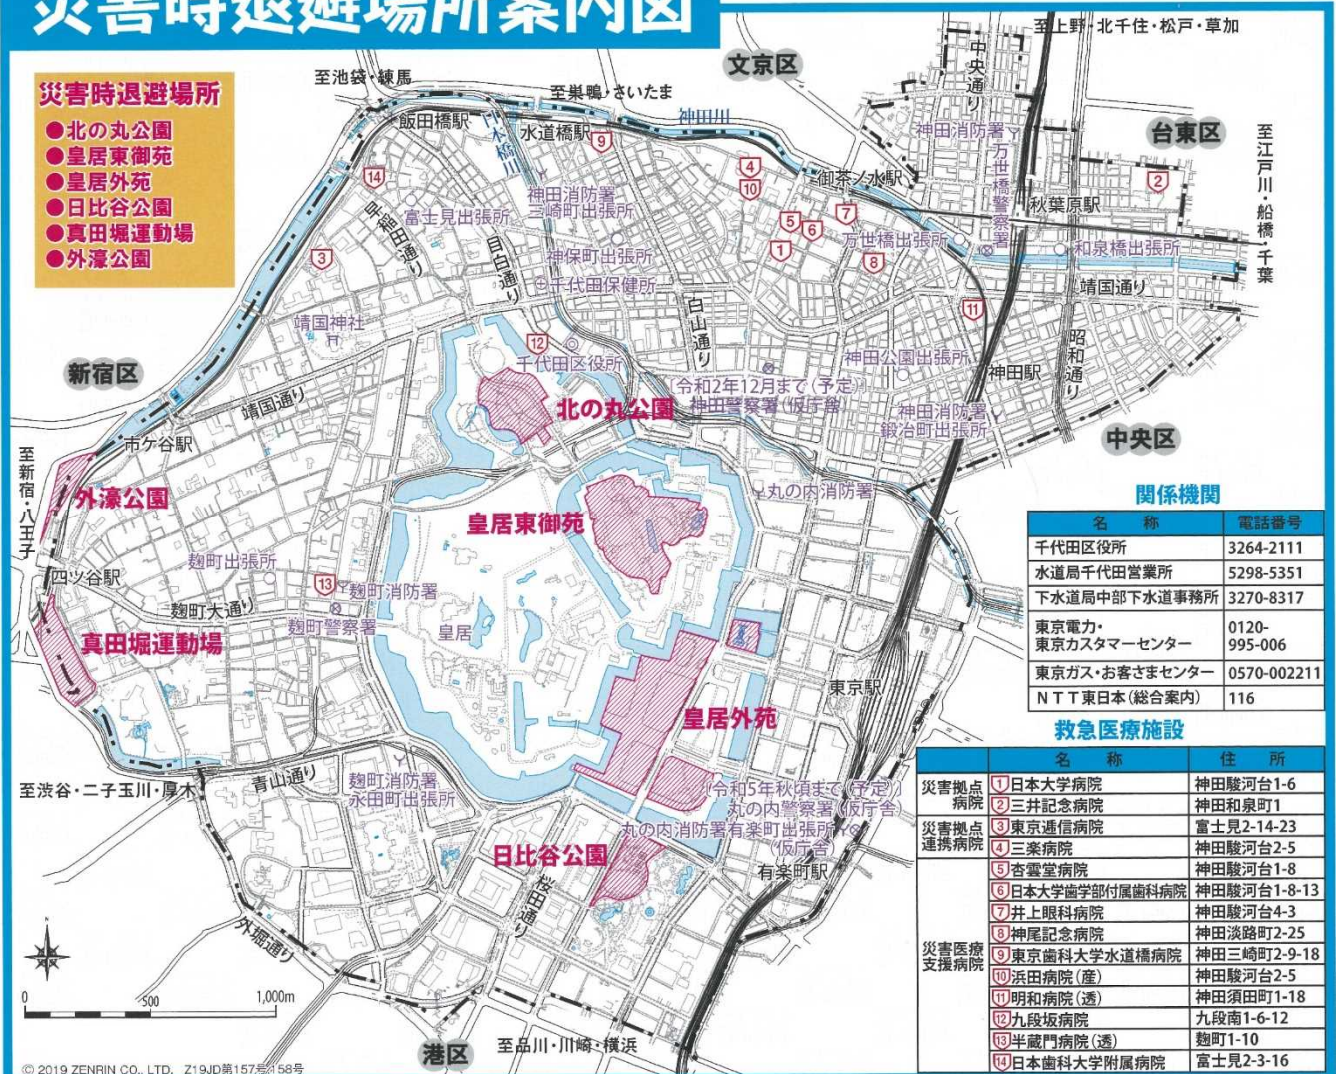 災害時退避場所案内図
災害時退避場所
●北の丸公園
●皇居東御苑
●皇居外苑
●日比谷公園
●真田堀運動場
●外濠公園
至池袋・練馬
至巣鴨・さいたま
文京区
至上野・北千住・松戸・草加
中央通り
台東区
至江戸川・船橋・千葉
飯田橋駅
日本橋川
水道橋駅
9
神田川
神田消防署
万世橋警察署
4
10
御茶ノ水駅
2
秋葉原駅
14
早稲田通り
富士見出張所
神田消防署
三崎町出張所
5
6
7
1
万世橋出張所
8
和泉橋出張所
3
目白通り
神保町出張所
千代田保健所
靖国通り
白山通り
11
昭和通り
靖国神社
12
千代田区役所
神田公園出張所
神田駅
新宿区
靖国通り
(令和2年12月まで(予定)
神田警察署(仮庁舎
北の丸公園
神田消防署
鍛冶町出張所
中央区
市ケ谷駅
至新宿・八王子
外濠公園
丸の内消防署
皇居東御苑
四ツ谷駅
麹町出張所
13
麹町消防署
麹町大通り
麹町警察署
皇居
真田堀運動場
東京駅
皇居外苑
至渋谷・二子玉川・厚木
青山通り
麹町消防署
永田町出張所
(令和5年秋頃まで(予定))
丸の内警察署(仮庁舎
丸の内消防署有楽町出張所
(仮庁舎
日比谷公園
有楽町駅
桜田通り
外堀通り
N
0
500
1,000m
港区
至品川・川崎・横浜
関係機関
名 称 電話番号
千代田区役所 3264-2111
水道局千代田営業所 5298-5351
下水道局中部下水道事務所 3270-8317
東京電力・ 0120-
東京カスタマーセンター 995-006
東京ガス・お客さまセンター 0570-002211
NTT東日本(総合案内) 116
救急医療施設
名 称 住 所
災害拠点
病院
1 日本大学病院 神田駿河台1-6
2 三井記念病院 神田和泉町1
災害拠点
連携病院
3 東京逓信病院 富士見2-14-23
4 三楽病院 神田駿河台2-5
災害医療
支援病院
5 杏雲堂病院 神田駿河台1-8
6 日本大学歯学部付属歯科病院 神田駿河台1-8-13
7 井上眼科病院 神田駿河台4-3
8 神尾記念病院 神田淡路町2-25
9 東京歯科大学水道橋病院 神田三崎町2-9-18
10 浜田病院(産) 神田駿河台2-5
11 明和病院(透) 神田須田町1-18
12 九段坂病院 九段南1-6-12
13 半蔵門病院(透) 麹町1-10
14 日本歯科大学附属病院 富士見2-3-16
© 2019 ZENRIN CO., LTD. Z19JD第157号/158号